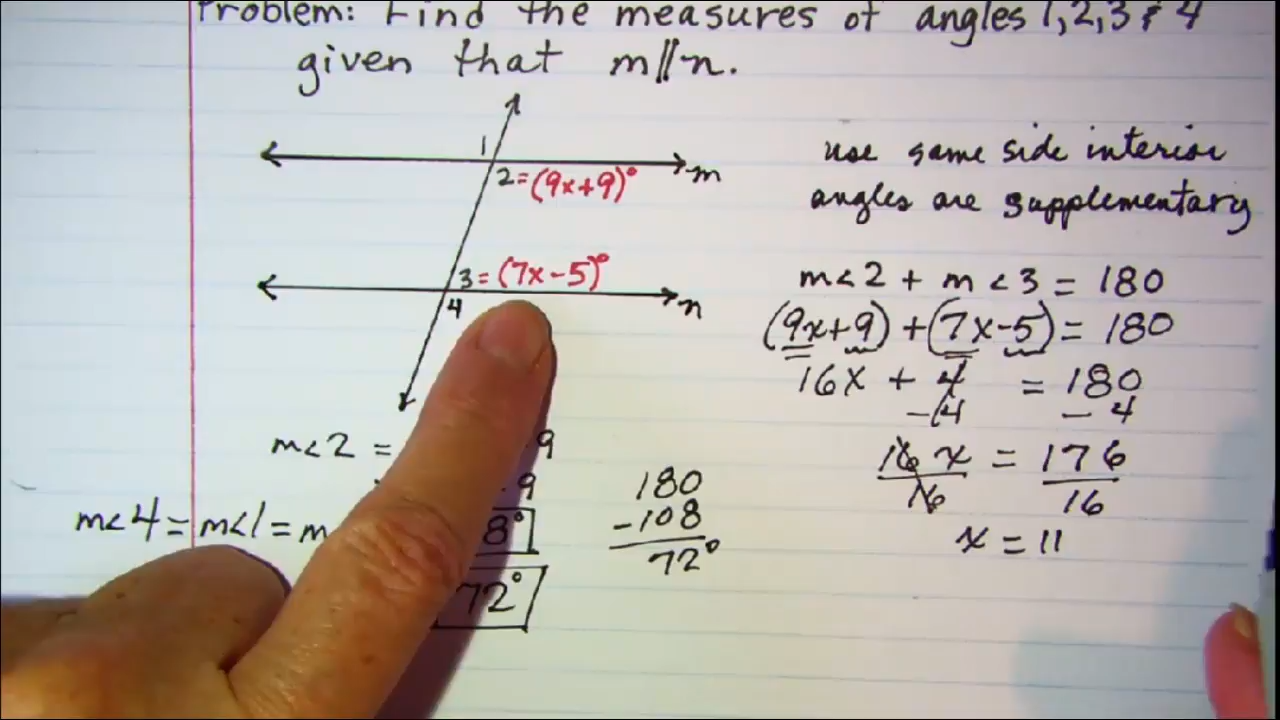 Problem: Find the measures of angles 1, 2, 3 & 4
given that m∥n.
1
m
2 = (9x+9)°
3 = (7x-5)°
4
n
use same side interior
angles are supplementary
m<2 + m<3 = 180
(9x+9) + (7x-5) = 180
16x + 4 = 180
-4 - 4
16x = 176
16 16
x = 11
m<2 = 9
9
m<4 = m<1 = m 8°
72°
180
-108
72°